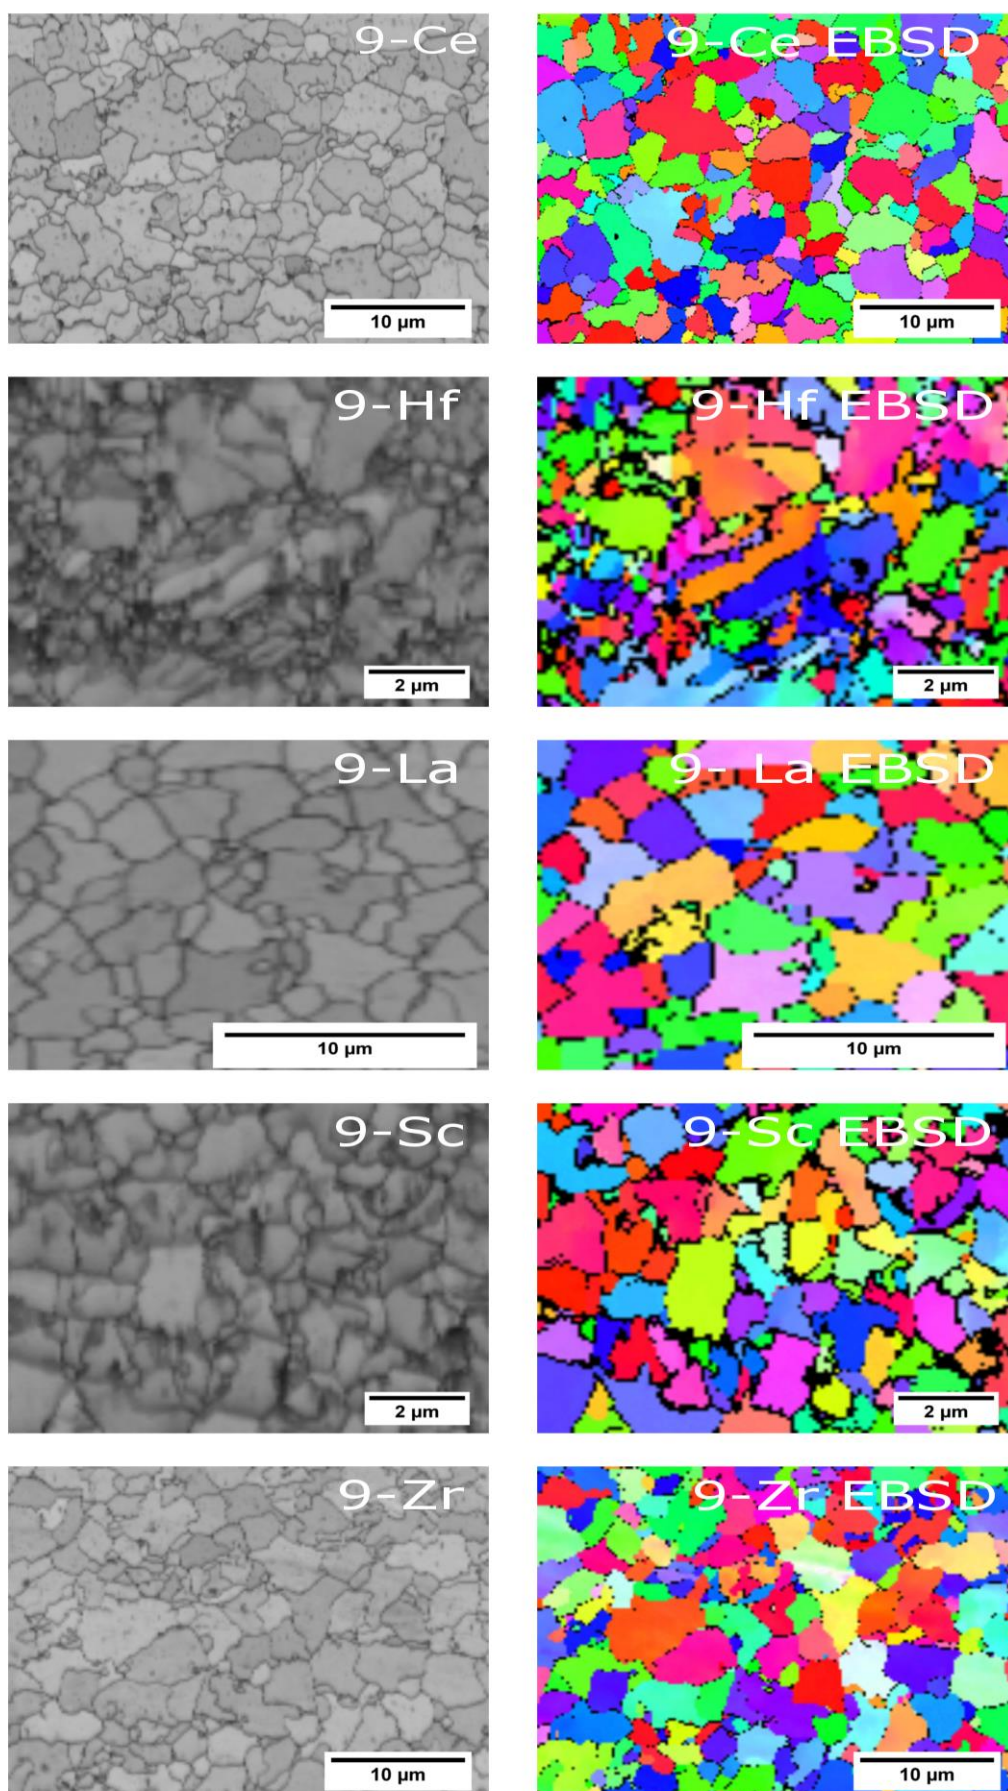 9-Ce
10 µm
9-Ce EBSD
10 µm
9-Hf
2 µm
9-Hf EBSD
2 µm
9-La
10 µm
9- La EBSD
10 µm
9-Sc
2 µm
9-Sc EBSD
2 µm
9-Zr
10 µm
9-Zr EBSD
10 µm